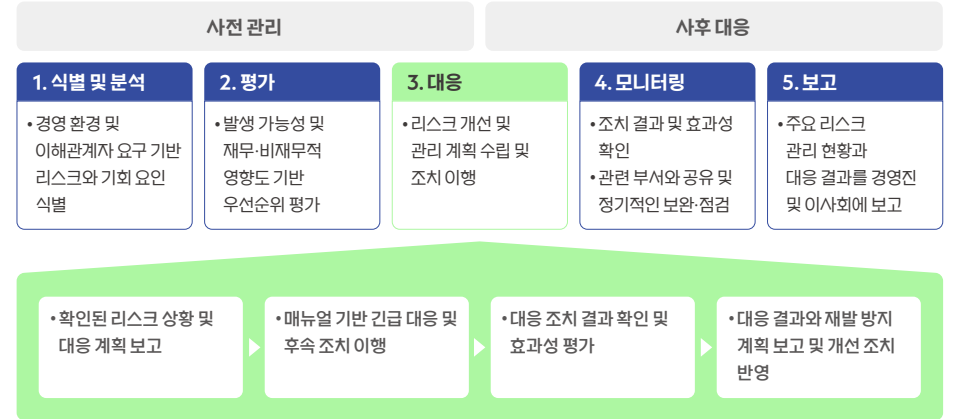 사전 관리
사후 대응
1. 식별 및 분석
• 경영 환경 및
이해관계자 요구 기반
리스크와 기회 요인
식별
2. 평가
• 발생 가능성 및
재무·비재무적
영향도 기반
우선순위 평가
3. 대응
• 리스크 개선 및
관리 계획 수립 및
조치 이행
4. 모니터링
• 조치 결과 및 효과성
확인
• 관련 부서와 공유 및
정기적인 보완·점검
5. 보고
• 주요 리스크
관리 현황과
대응 결과를 경영진
및 이사회에 보고
• 확인된 리스크 상황 및
대응 계획 보고
• 매뉴얼 기반 긴급 대응 및
후속 조치 이행
• 대응 조치 결과 확인 및
효과성 평가
• 대응 결과와 재발 방지
계획 보고 및 개선 조치
반영